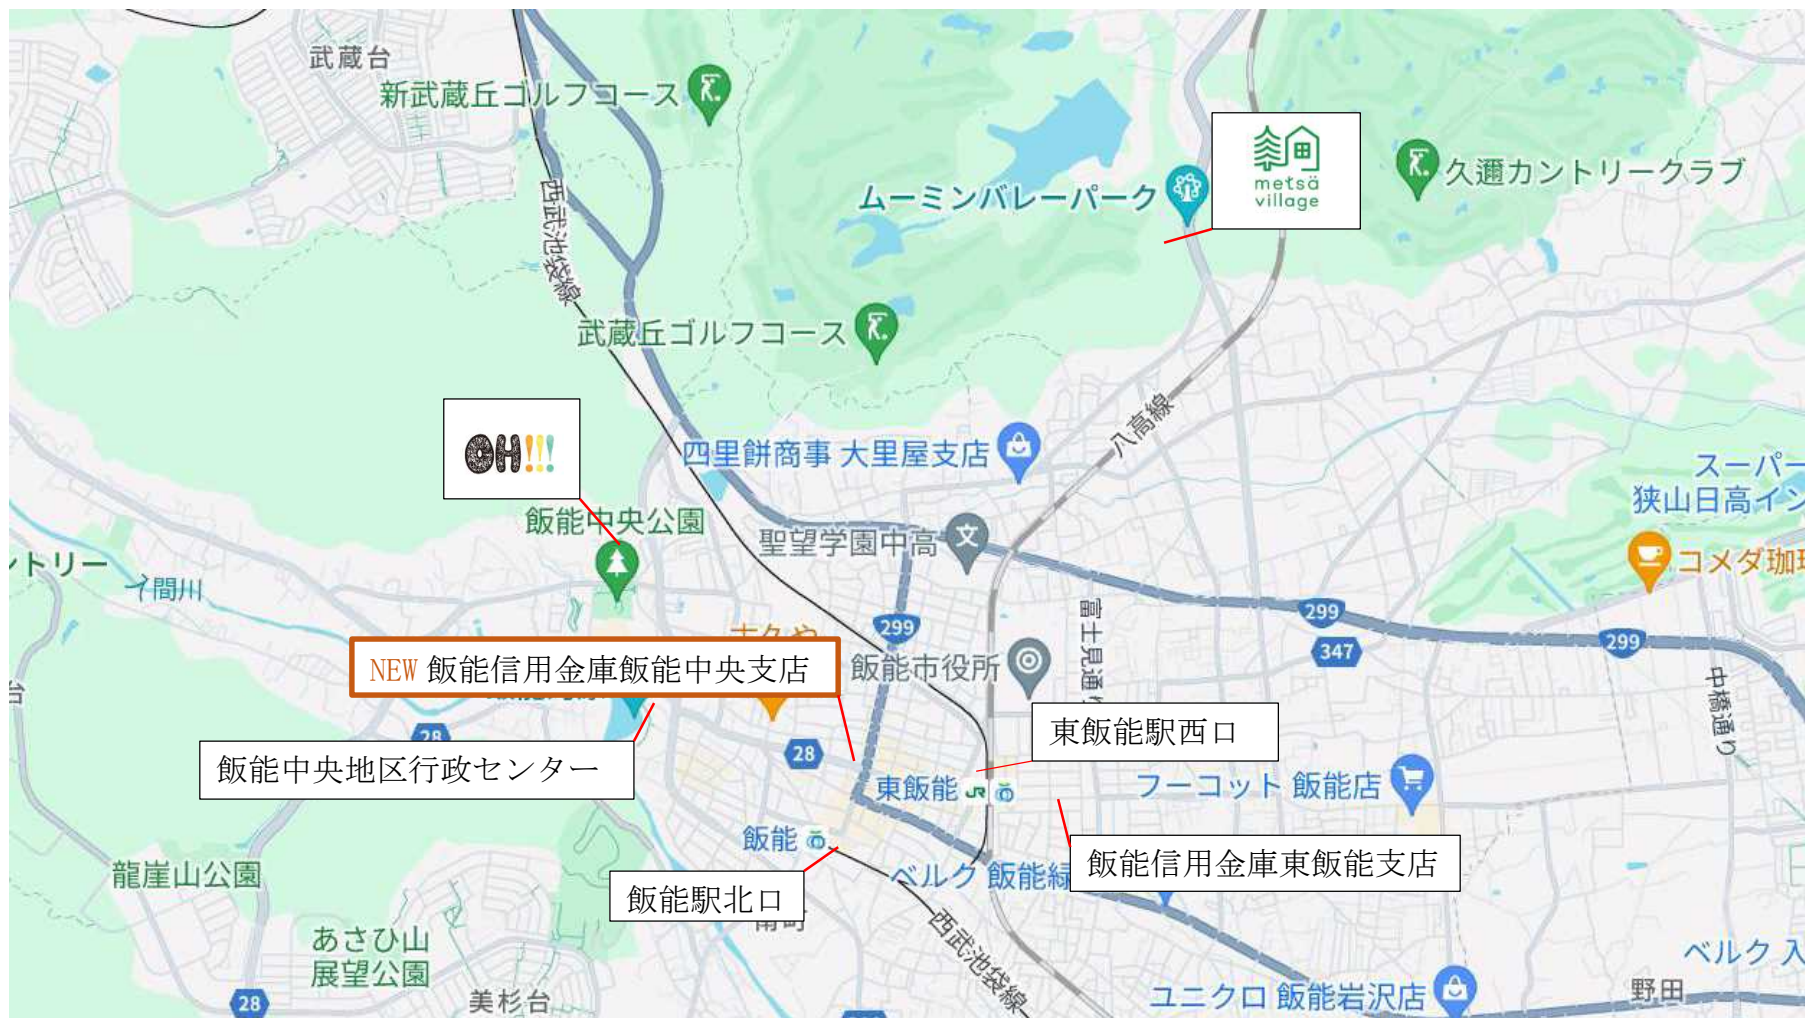 武蔵台
新武蔵丘ゴルフコース
西武池袋線
ムーミンバレーパーク
metsä
village
久邇カントリークラブ
武蔵丘ゴルフコース
八高線
OH!!!
四里餅商事 大里屋支店
スーパー
狭山日高イン
飯能中央公園
聖望学園中高
コメダ珈
トリー
入間川
299
299
299
347
富士見通り
中橋通り
NEW 飯能信用金庫飯能中央支店
飯能市役所
台
28
28
飯能中央地区行政センター
東飯能駅西口
東飯能
フーコット 飯能店
飯能
ベルク 飯能緑
飯能信用金庫東飯能支店
龍崖山公園
飯能駅北口
西武池袋線
あさひ山
展望公園
ベルク 入
28
美杉台
ユニクロ 飯能岩沢店
野田